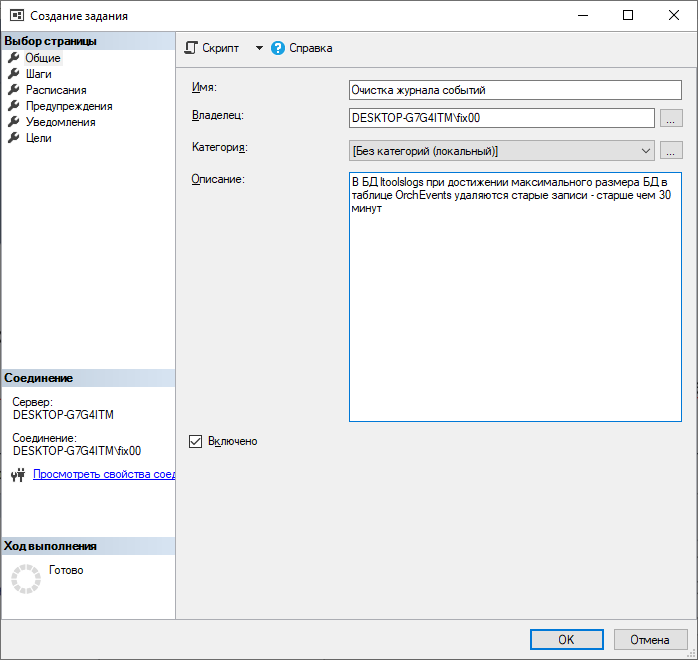 Создание задания
Выбор страницы
Общие
Шаги
Расписания
Предупреждения
Уведомления
Цели
Соединение
Сервер:
DESKTOP-G7G4ITM
Соединение:
DESKTOP-G7G4ITM\fix00
Просмотреть свойства соед
Ход выполнения
Готово
Скрипт
Справка
Имя:
Очистка журнала событий
Владелец:
DESKTOP-G7G4ITM\fix00
...
Категория:
[Без категорий (локальный)]
...
Описание:
В БД ltoolslogs при достижении максимального размера БД в
таблице OrchEvents удаляются старые записи - старше чем 30
минут
Включено
ОК
Отмена